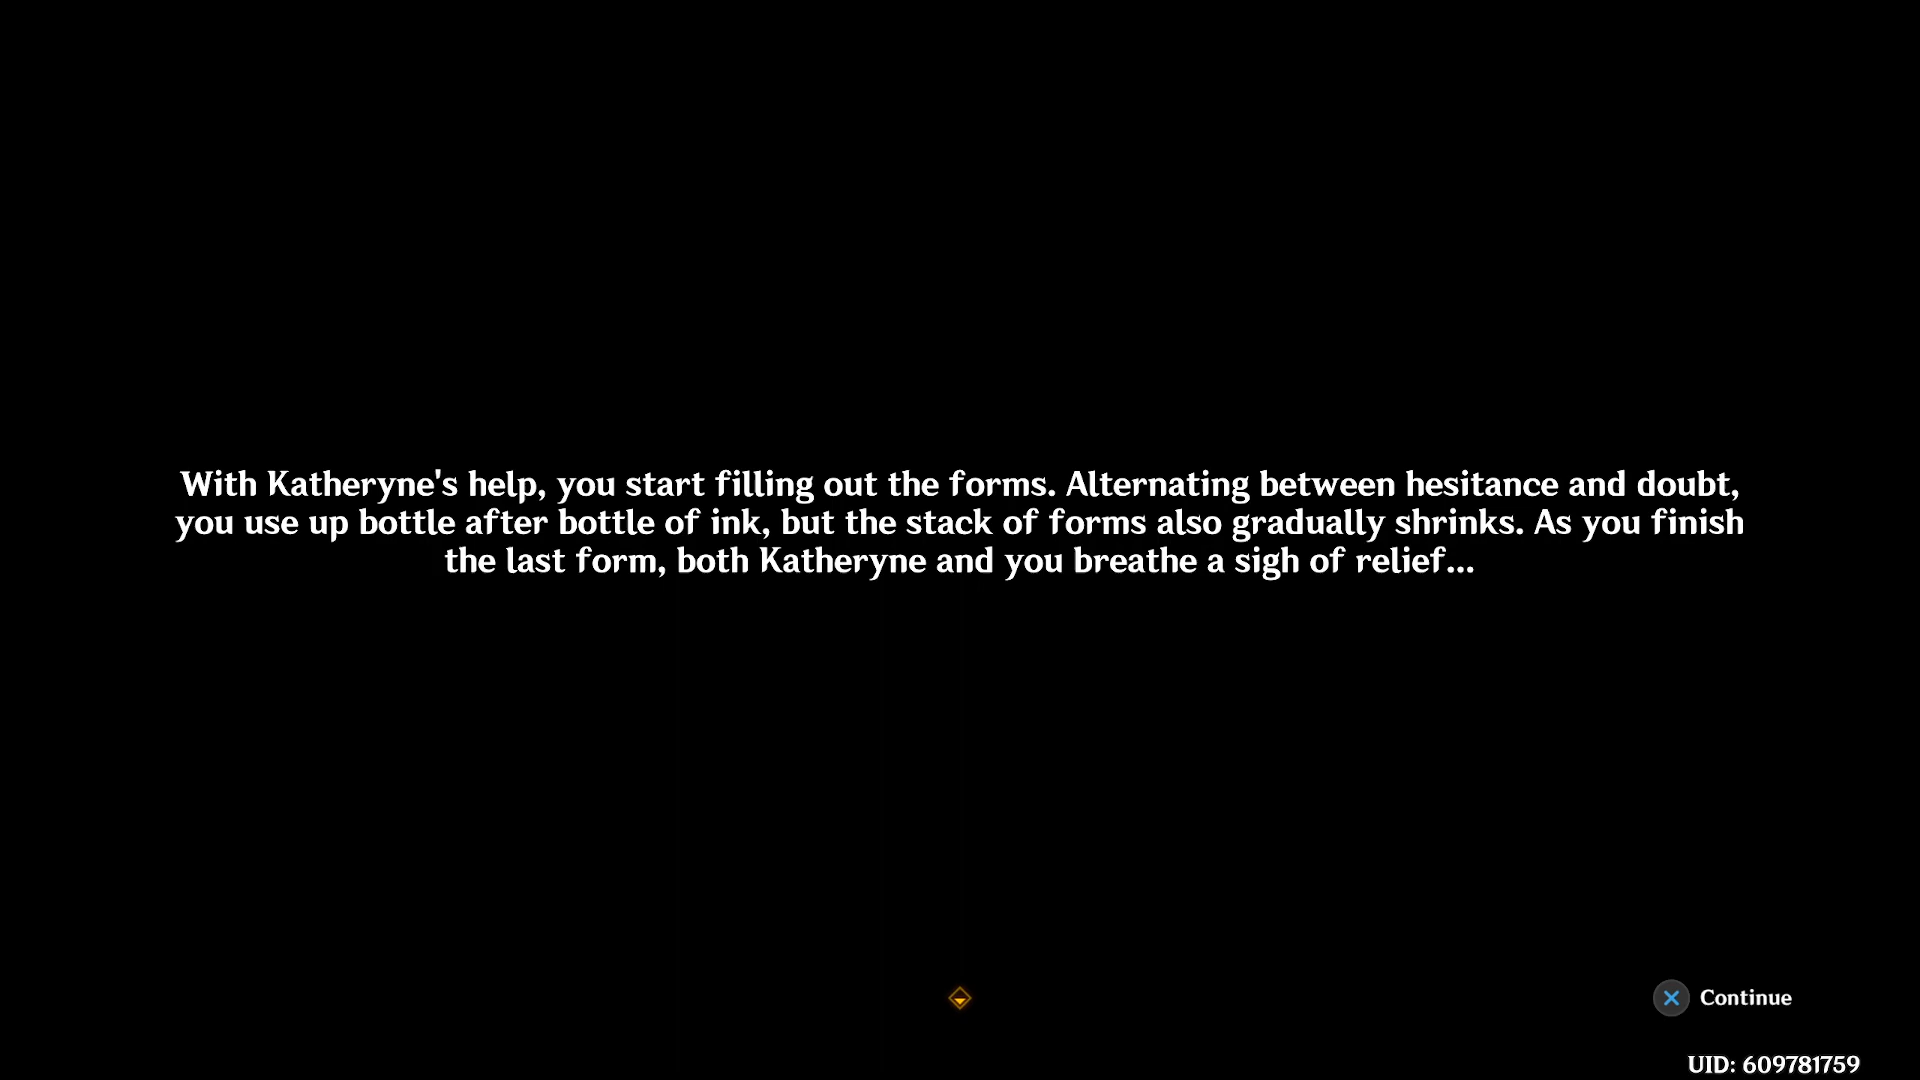 With Katheryne's help, you start filling out the forms. Alternating between hesitance and doubt,
you use up bottle after bottle of ink, but the stack of forms also gradually shrinks. As you finish
the last form, both Katheryne and you breathe a sigh of relief...
Continue
UID: 609781759